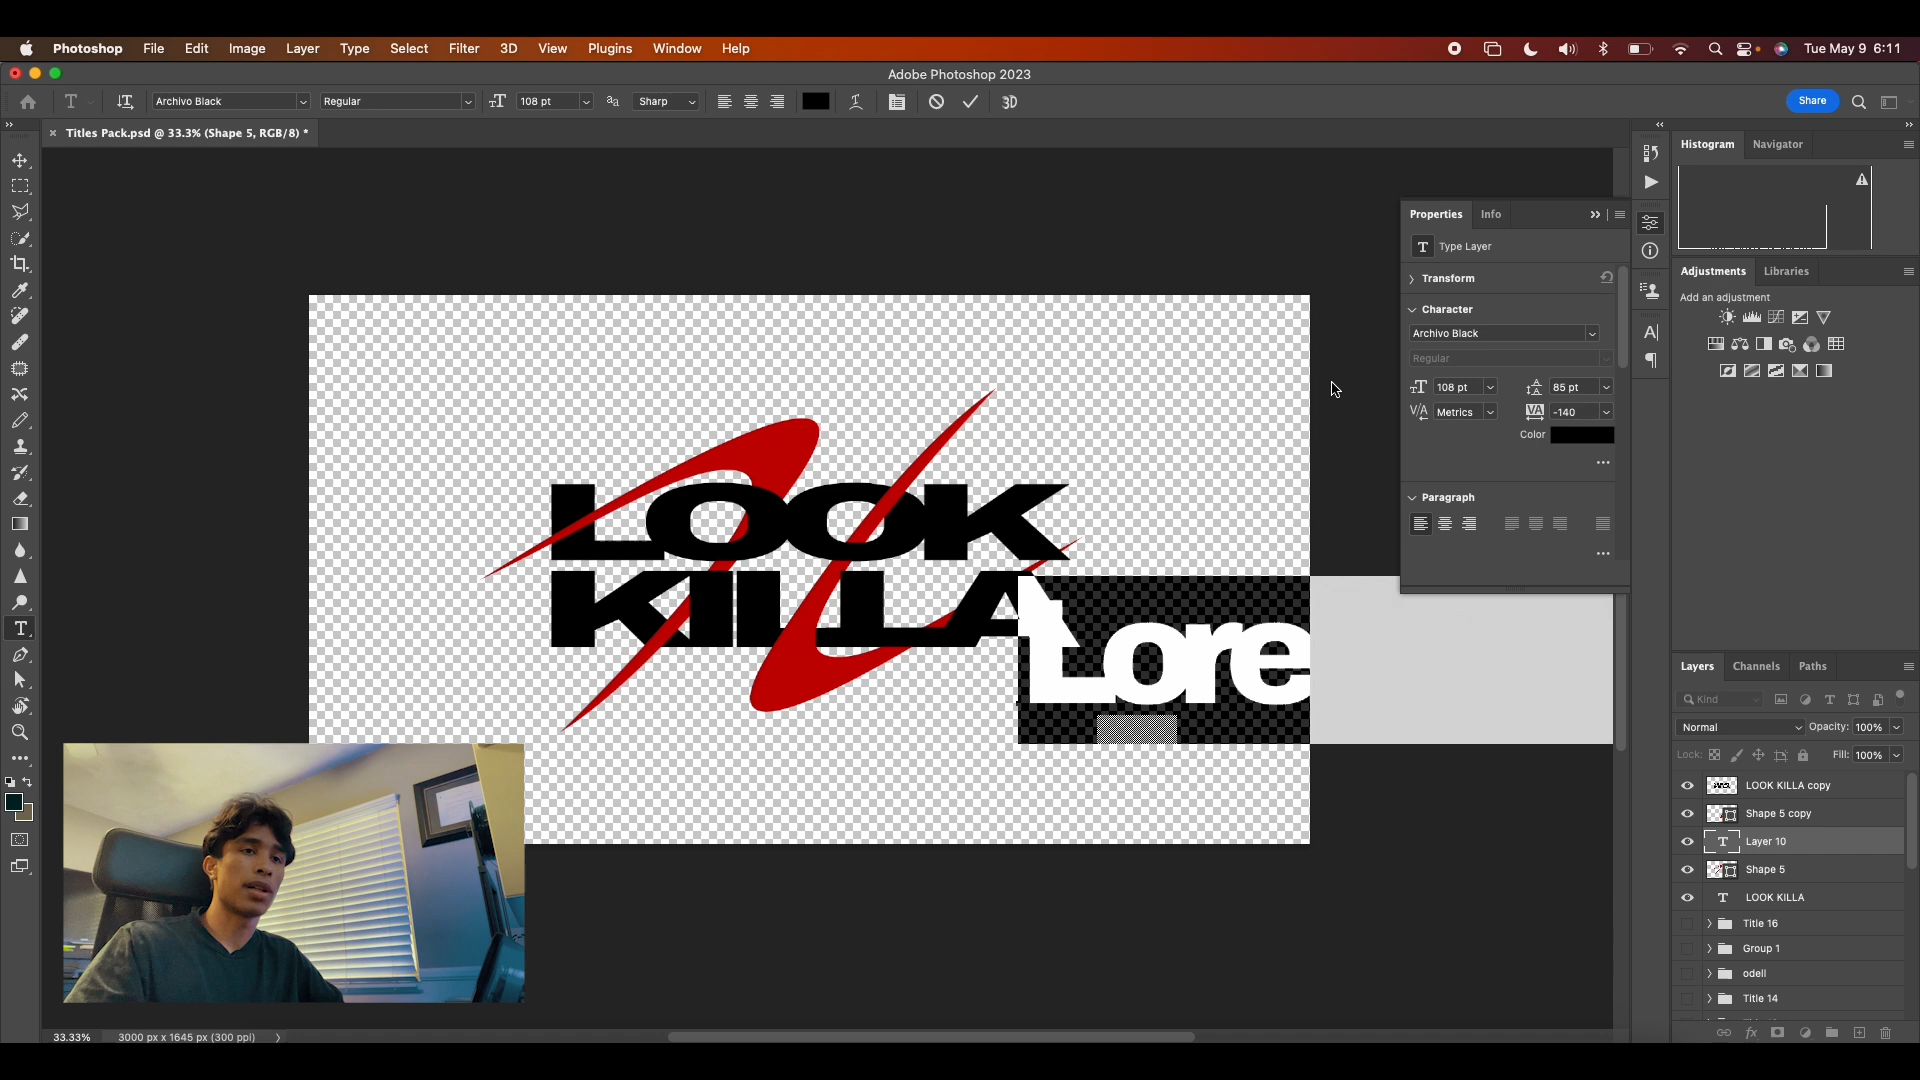 Photoshop File Edit Image Layer Type Select Filter 3D View Plugins Window Help Tue May 9 6:11
Adobe Photoshop 2023
Archivo Black Regular 108 pt Sharp Share
Titles Pack.psd @ 33.3% (Shape 5, RGB/8) *
Histogram Navigator
Properties Info
Type Layer
Transform
Adjustments Libraries
Add an adjustment
Character
Archivo Black
Regular
108 pt 85 pt
Metrics -140
Color
Paragraph
LOOK
KILLA
Lore
Layers Channels Paths
Kind
Normal Opacity: 100%
Lock: Fill: 100%
LOOK KILLA copy
Shape 5 copy
Layer 10
Shape 5
LOOK KILLA
Title 16
Group 1
odell
Title 14
33.33% 3000 px x 1645 px (300 ppi)